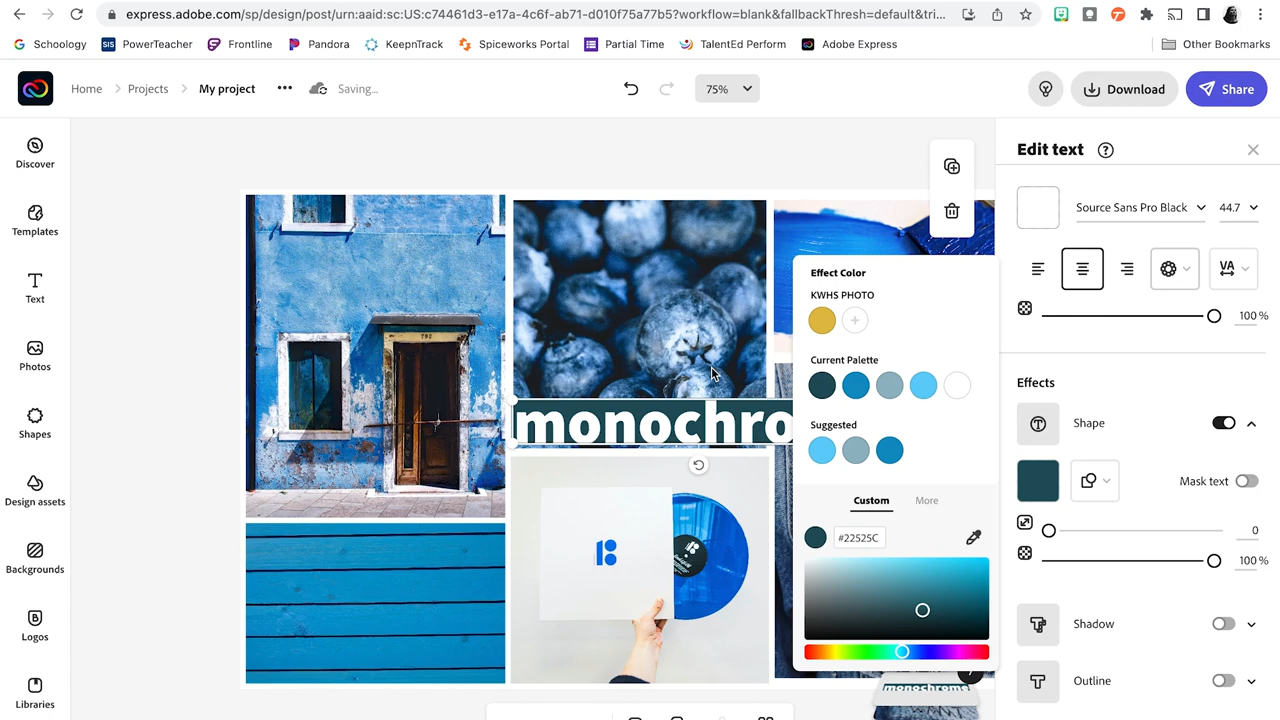 express.adobe.com/sp/design/post/urn:aaid:sc:US:c74461d3-e17a-4c6f-ab71-d010f75a77b5?workflow=blank&fallbackThresh=default&tri...
Schoology
SIS
PowerTeacher
Frontline
Pandora
KeepnTrack
Spiceworks Portal
Partial Time
TalentEd Perform
Adobe Express
Other Bookmarks
Home
Projects
My project
Saving...
75%
Download
Share
Discover
Templates
Text
Photos
Shapes
Design assets
Backgrounds
Logos
Libraries
792
monochro
Effect Color
KWHS PHOTO
Current Palette
Suggested
Custom
More
#22525C
monochrome
Edit text
Source Sans Pro Black
44.7
VA
100 %
Effects
Shape
Mask text
0
100 %
Shadow
Outline